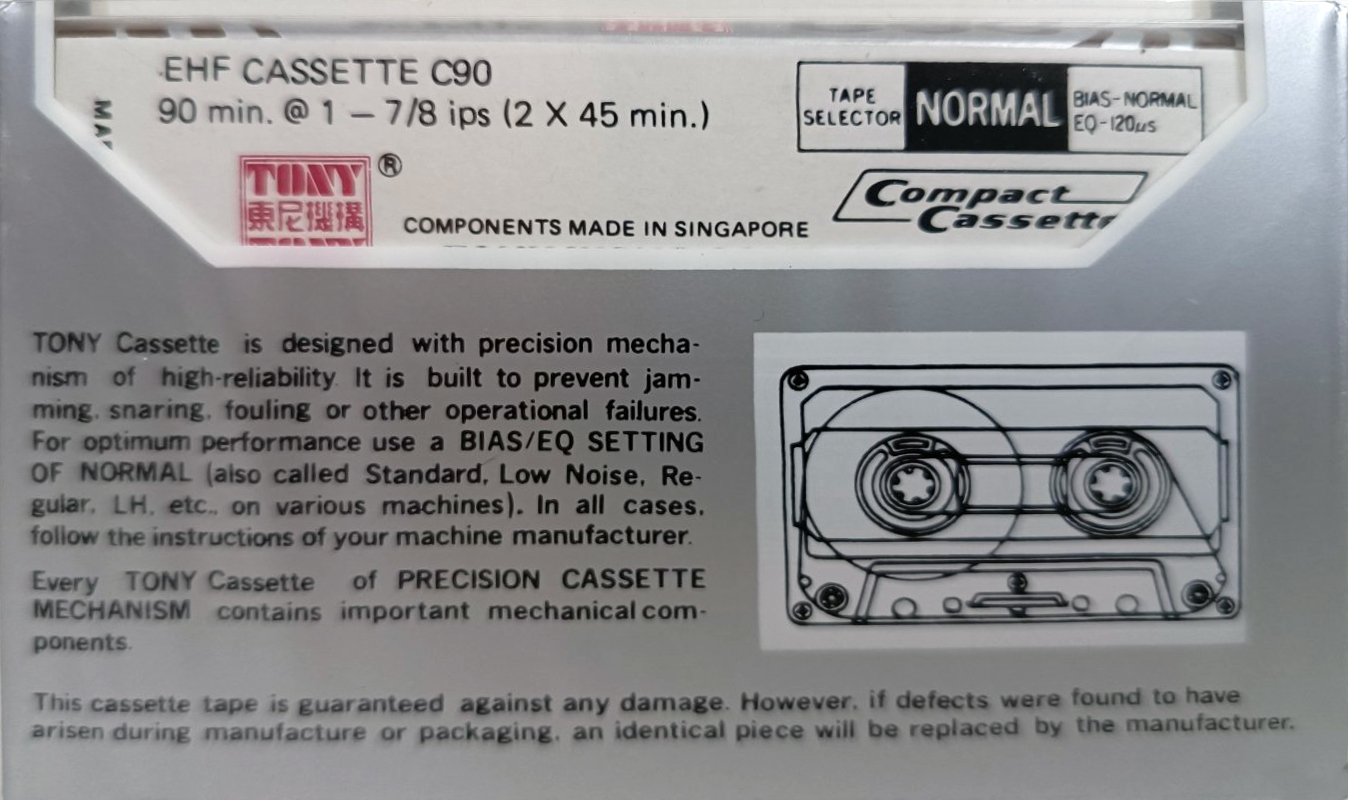 EHF CASSETTE C90
90 min. @ 1 – 7/8 ips (2 X 45 min.)
TAPE SELECTOR
NORMAL
BIAS-NORMAL
EQ-120µs
TONY ®
東尼機構
COMPONENTS MADE IN SINGAPORE
Compact
Cassette
TONY Cassette is designed with precision mecha-
nism of high-reliability. It is built to prevent jam-
ming, snaring, fouling or other operational failures.
For optimum performance use a BIAS/EQ SETTING
OF NORMAL (also called Standard, Low Noise, Re-
gular, LH, etc., on various machines). In all cases,
follow the instructions of your machine manufacturer.
Every TONY Cassette of PRECISION CASSETTE
MECHANISM contains important mechanical com-
ponents.
This cassette tape is guaranteed against any damage. However, if defects were found to have
arisen during manufacture or packaging, an identical piece will be replaced by the manufacturer.